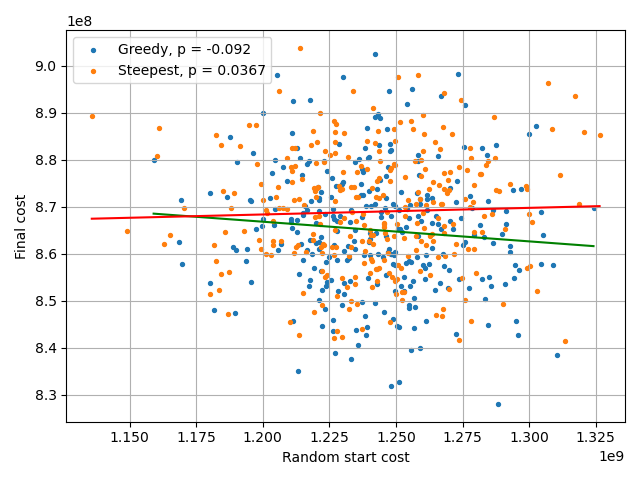 1e8
Greedy, p = -0.092
Steepest, p = 0.0367
9.0
8.9
8.8
8.7
8.6
8.5
8.4
8.3
Final cost
1.150 1.175 1.200 1.225 1.250 1.275 1.300 1.325
Random start cost
1e9